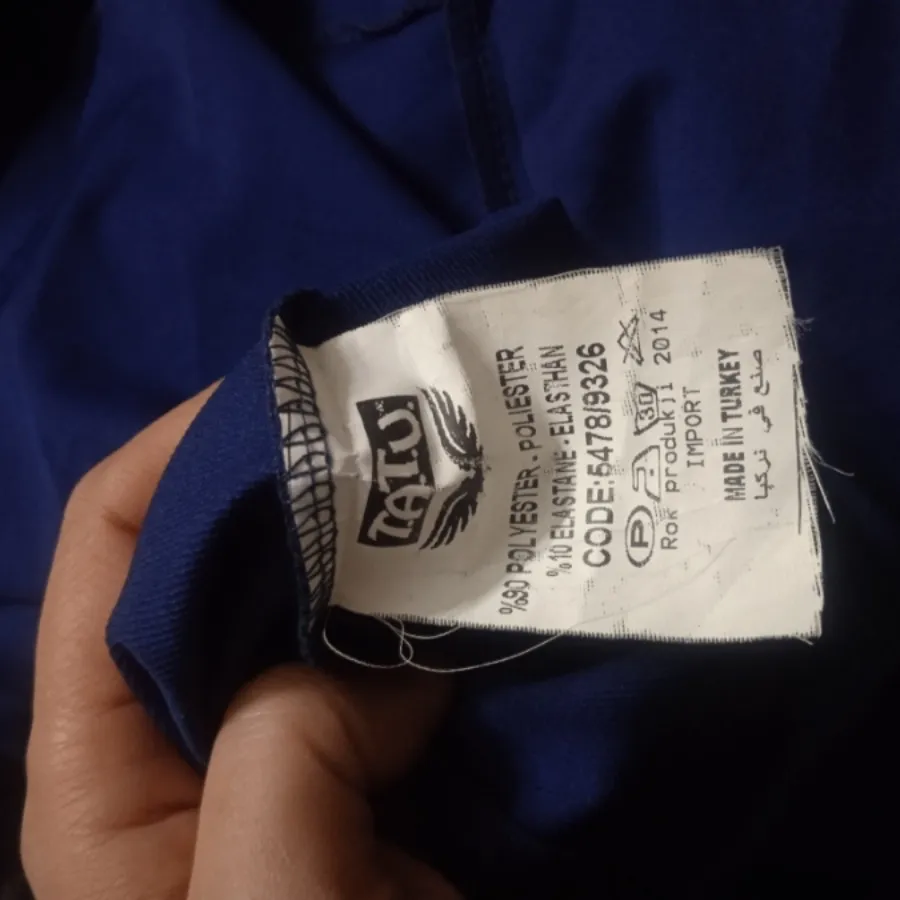 T.A.T.U.
%90 POLYESTER - POLIESTER
%10 ELASTANE - ELASTHAN
CODE:5478/9326
P A 30
Rok produkji 2014
IMPORT
MADE IN TURKEY
صنع في تركيا